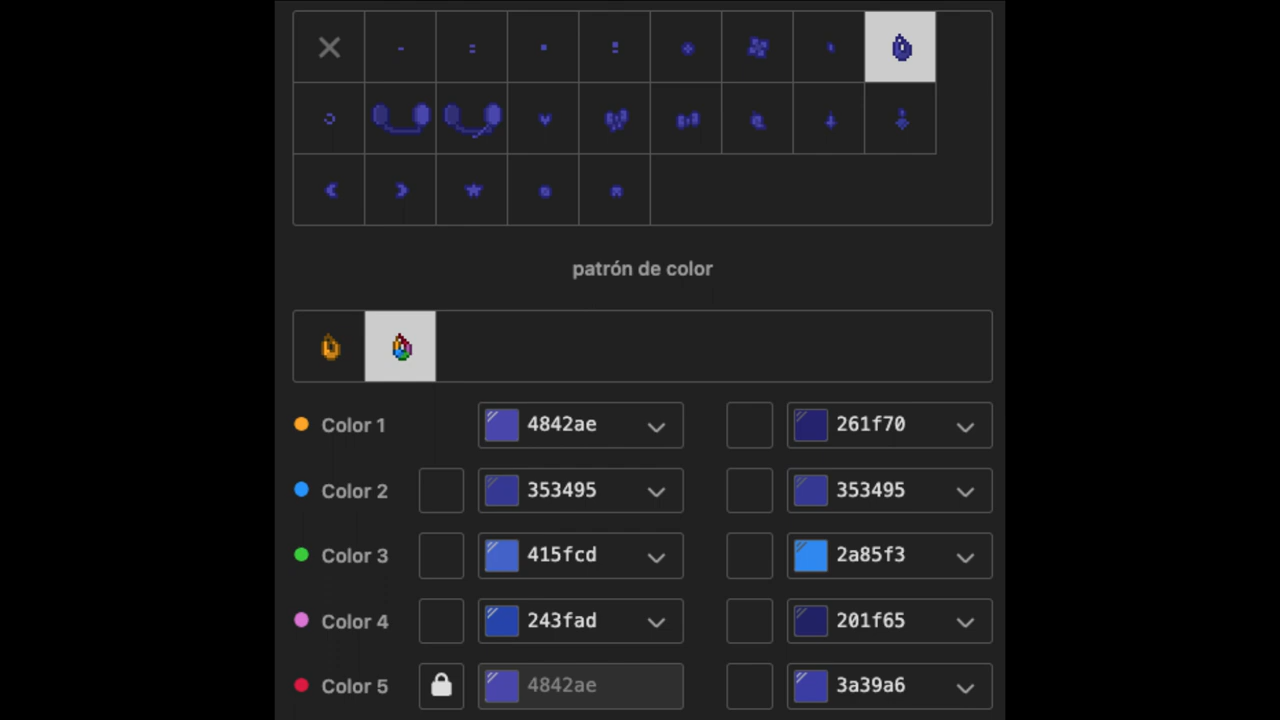 patrón de color
Color 1 4842ae 261f70
Color 2 353495 353495
Color 3 415fcd 2a85f3
Color 4 243fad 201f65
Color 5 4842ae 3a39a6